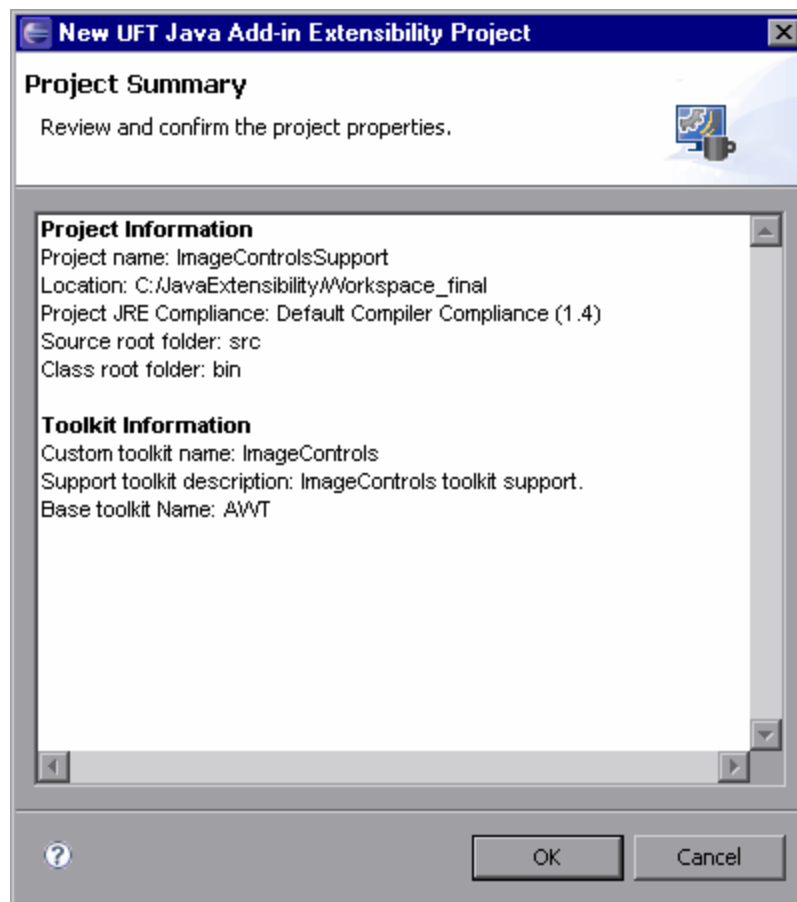 New UFT Java Add-in Extensibility Project
Project Summary
Review and confirm the project properties.
Project Information
Project name: ImageControlsSupport
Location: C:/JavaExtensibility/Workspace_final
Project JRE Compliance: Default Compiler Compliance (1.4)
Source root folder: src
Class root folder: bin
Toolkit Information
Custom toolkit name: ImageControls
Support toolkit description: ImageControls toolkit support.
Base toolkit Name: AWT
?
OK
Cancel